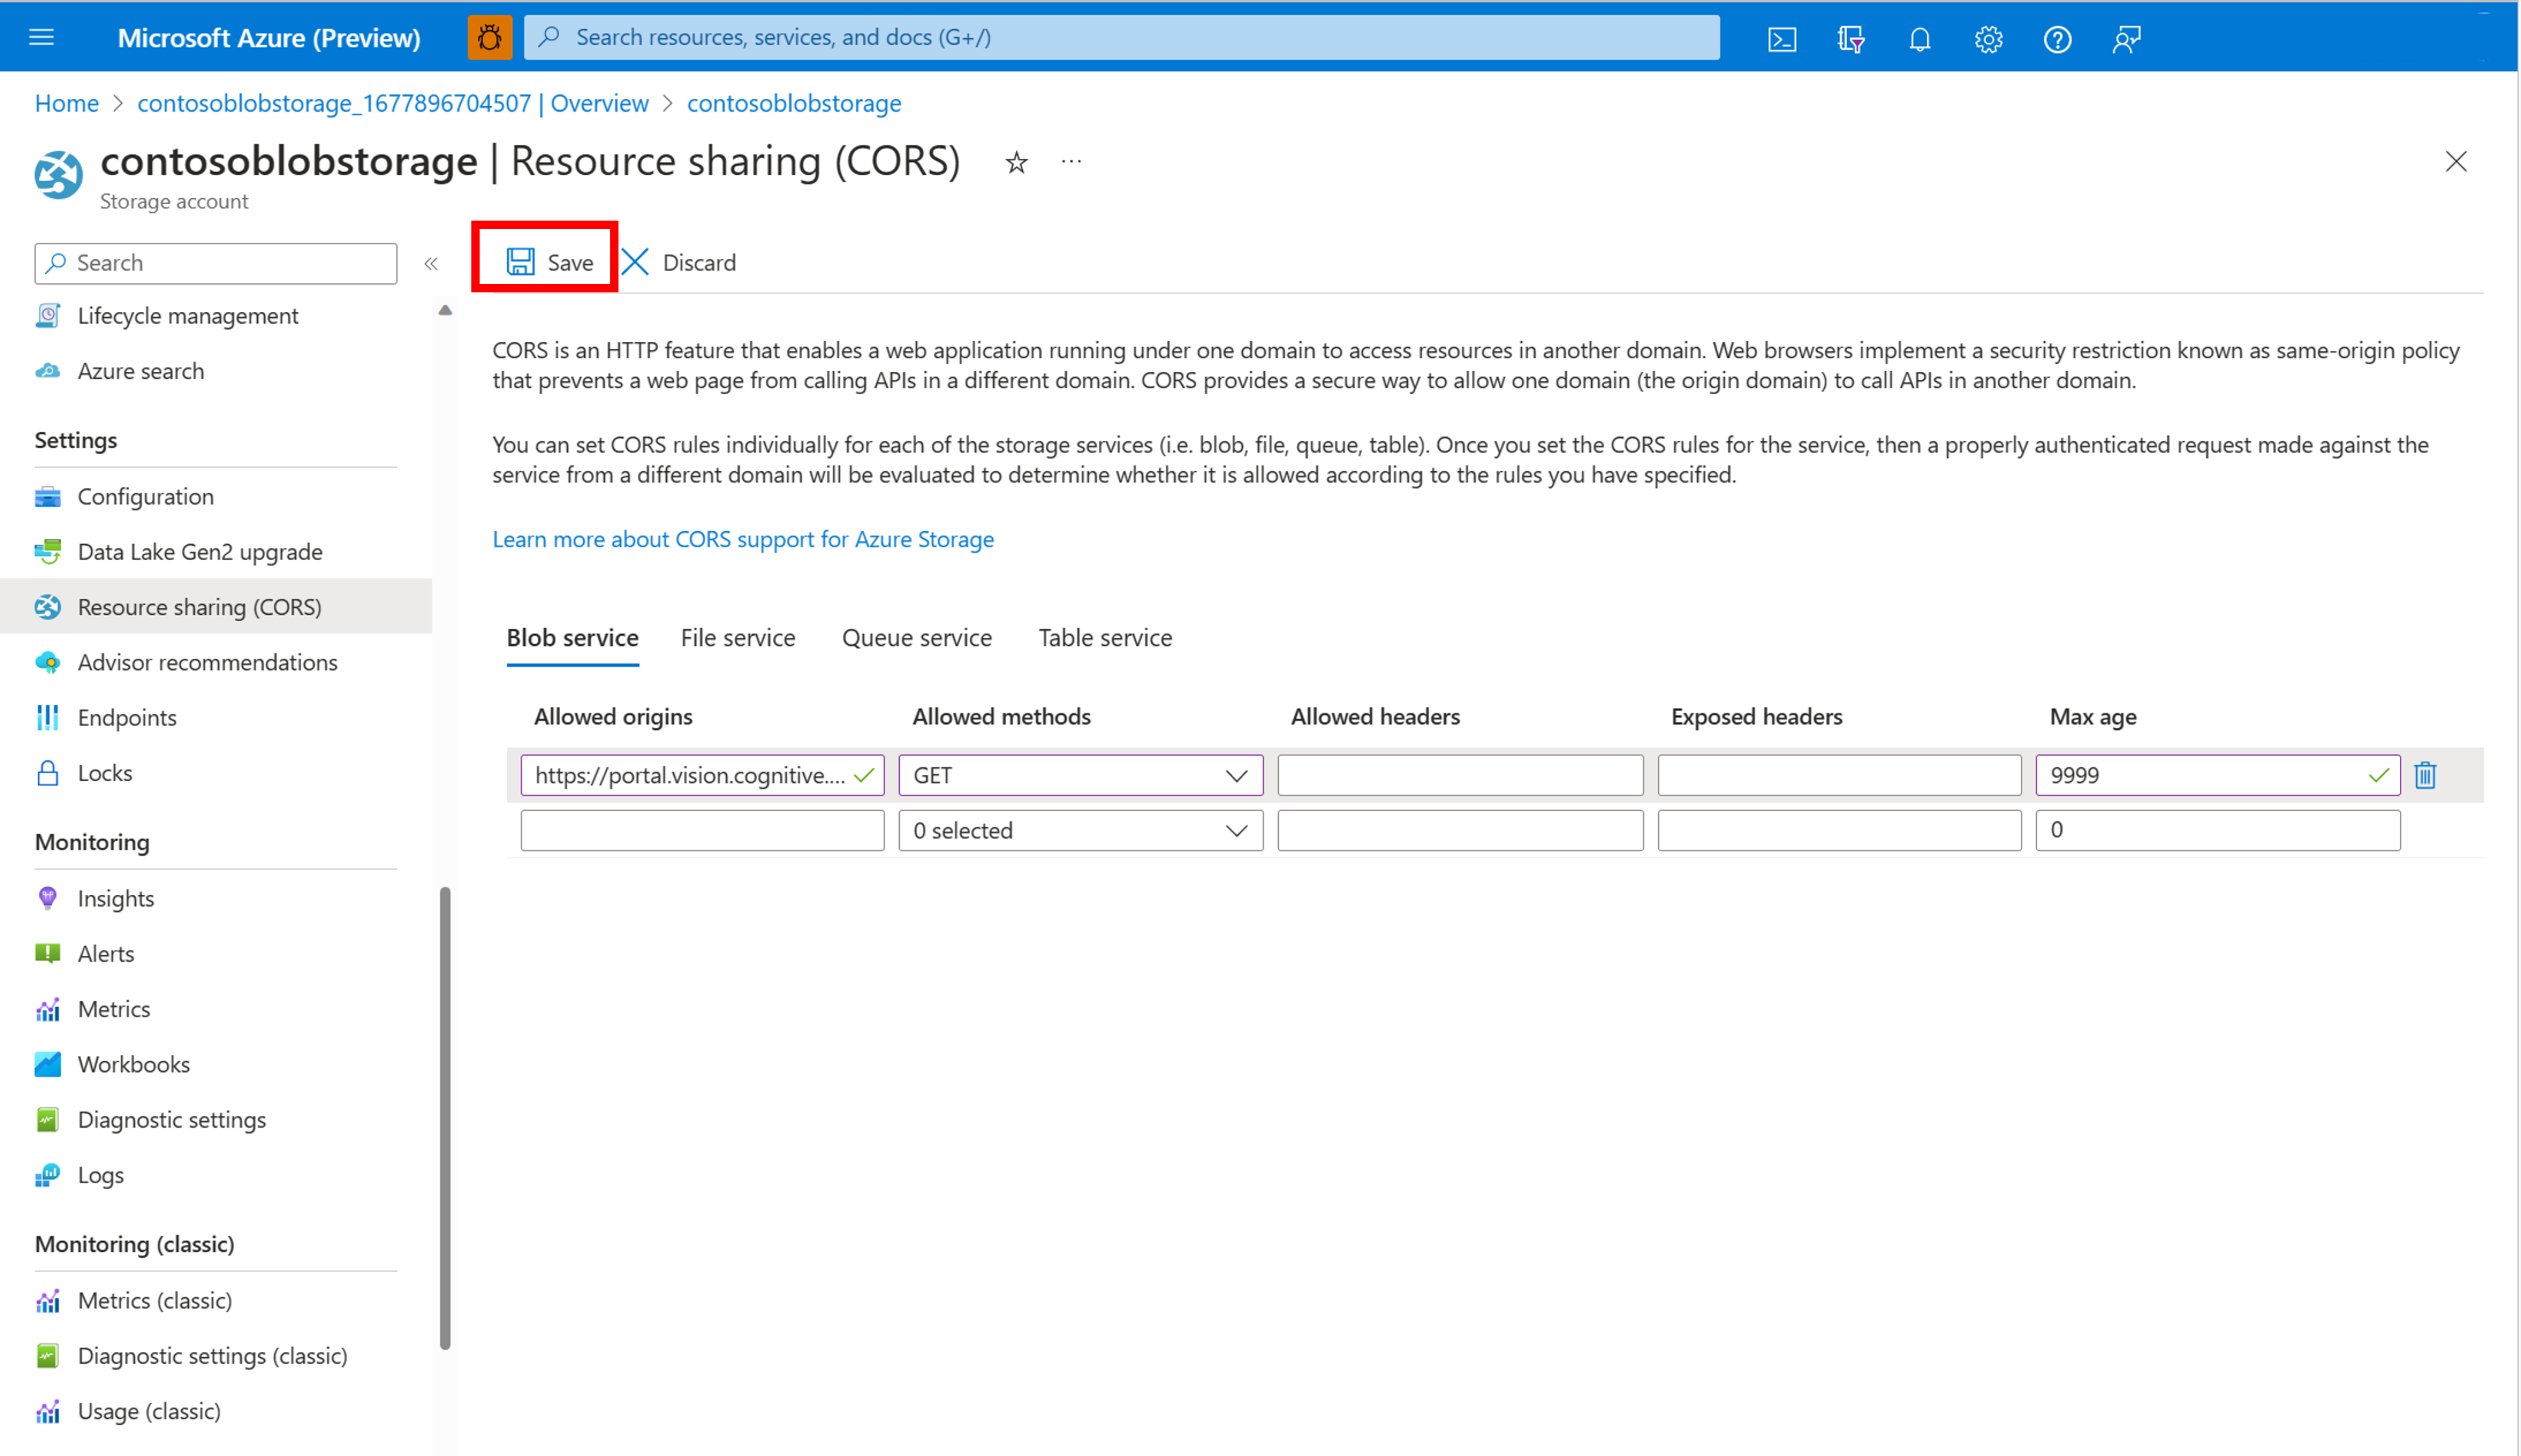 Microsoft Azure (Preview)
Search resources, services, and docs (G+/)
Home > contosoblobstorage_1677896704507 | Overview > contosoblobstorage
contosoblobstorage | Resource sharing (CORS)
Storage account
Search
Save
Discard
Lifecycle management
Azure search
Settings
Configuration
Data Lake Gen2 upgrade
Resource sharing (CORS)
Advisor recommendations
Endpoints
Locks
Monitoring
Insights
Alerts
Metrics
Workbooks
Diagnostic settings
Logs
Monitoring (classic)
Metrics (classic)
Diagnostic settings (classic)
Usage (classic)
CORS is an HTTP feature that enables a web application running under one domain to access resources in another domain. Web browsers implement a security restriction known as same-origin policy
that prevents a web page from calling APIs in a different domain. CORS provides a secure way to allow one domain (the origin domain) to call APIs in another domain.
You can set CORS rules individually for each of the storage services (i.e. blob, file, queue, table). Once you set the CORS rules for the service, then a properly authenticated request made against the
service from a different domain will be evaluated to determine whether it is allowed according to the rules you have specified.
Learn more about CORS support for Azure Storage
Blob service File service Queue service Table service
Allowed origins Allowed methods Allowed headers Exposed headers Max age
https://portal.vision.cognitive.... GET 9999
0 selected 0